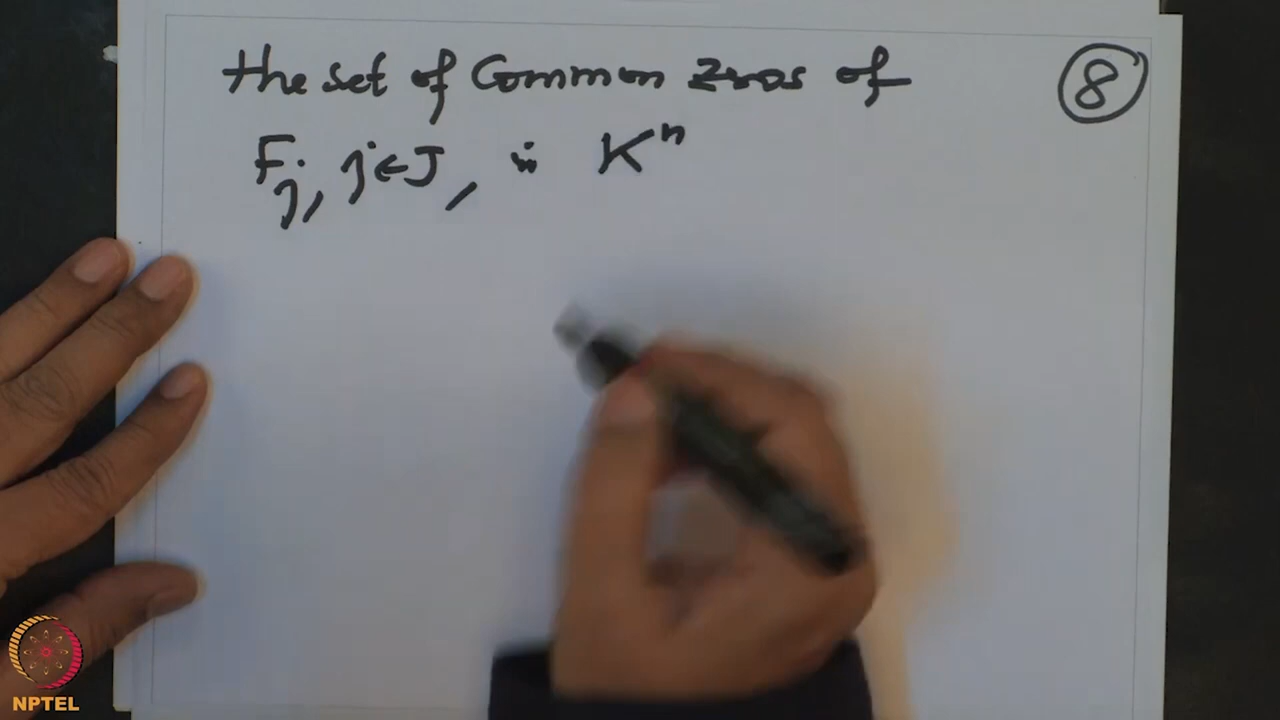 the set of Common zeros of
F_j, j∈J, in K^n
8
NPTEL